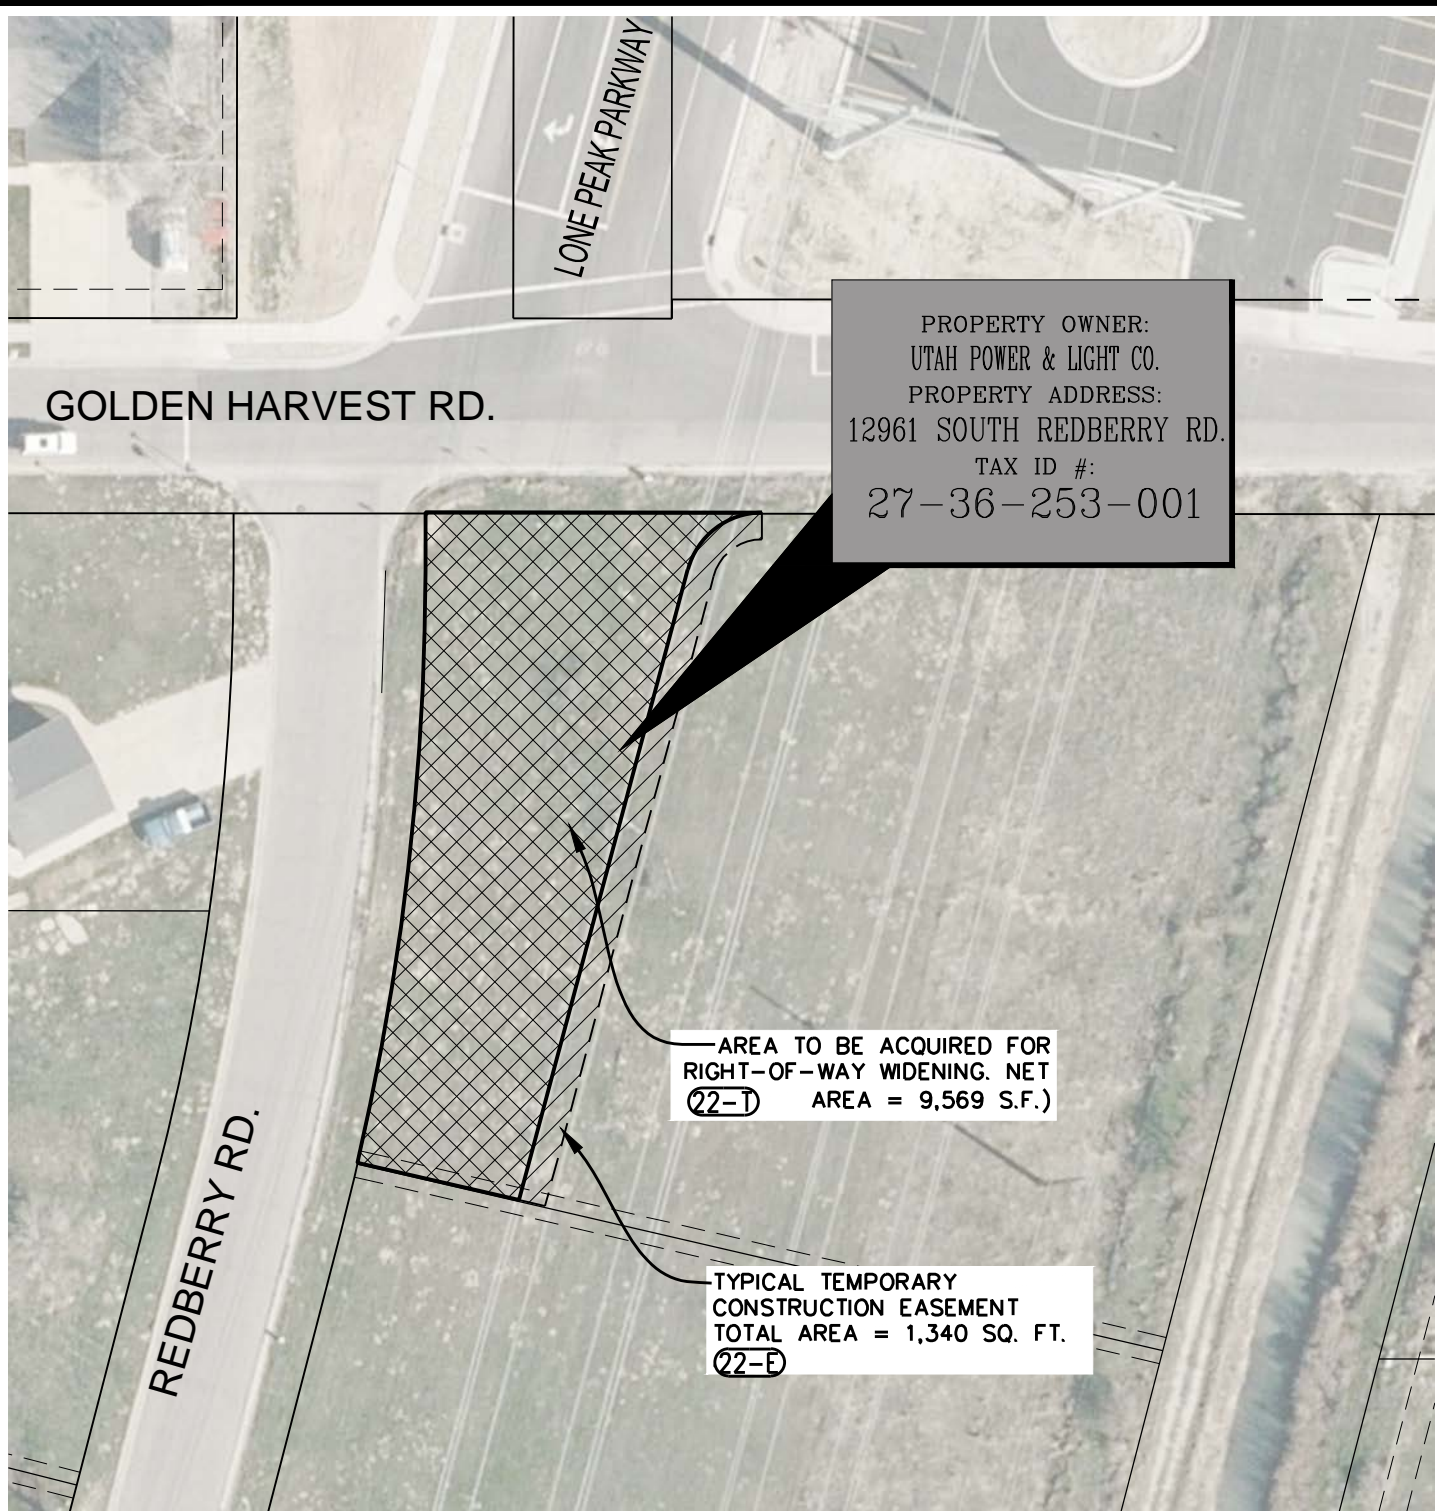 LONE PEAK PARKWAY
GOLDEN HARVEST RD.
PROPERTY OWNER:
UTAH POWER & LIGHT CO.
PROPERTY ADDRESS:
12961 SOUTH REDBERRY RD.
TAX ID #:
27-36-253-001
AREA TO BE ACQUIRED FOR
RIGHT-OF-WAY WIDENING. NET
22-T AREA = 9,569 S.F.)
REDBERRY RD.
TYPICAL TEMPORARY
CONSTRUCTION EASEMENT
TOTAL AREA = 1,340 SQ. FT.
22-E